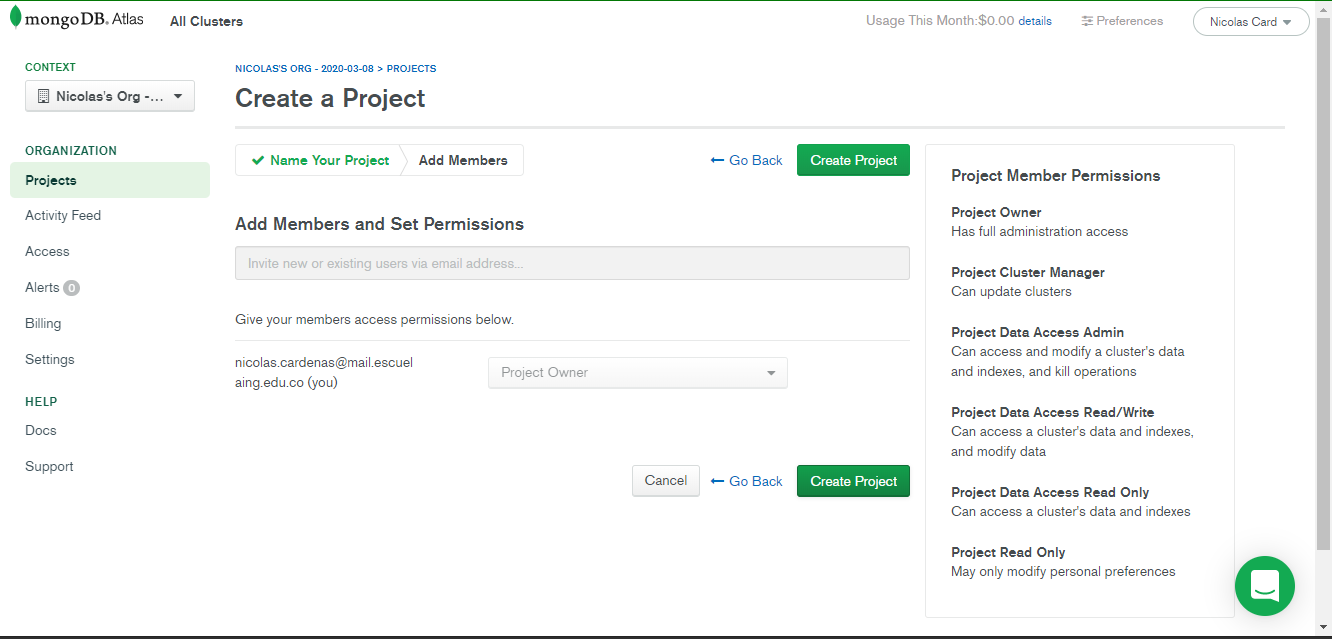 mongoDB. Atlas
All Clusters
Usage This Month:$0.00 details
Preferences
Nicolas Card
CONTEXT
Nicolas's Org -...
ORGANIZATION
Projects
Activity Feed
Access
Alerts 0
Billing
Settings
HELP
Docs
Support
NICOLAS'S ORG - 2020-03-08 > PROJECTS
Create a Project
Name Your Project
Add Members
Go Back
Create Project
Add Members and Set Permissions
Invite new or existing users via email address...
Give your members access permissions below.
nicolas.cardenas@mail.escuel
aing.edu.co (you)
Project Owner
Cancel
Go Back
Create Project
Project Member Permissions
Project Owner
Has full administration access
Project Cluster Manager
Can update clusters
Project Data Access Admin
Can access and modify a cluster's data
and indexes, and kill operations
Project Data Access Read/Write
Can access a cluster's data and indexes,
and modify data
Project Data Access Read Only
Can access a cluster's data and indexes
Project Read Only
May only modify personal preferences